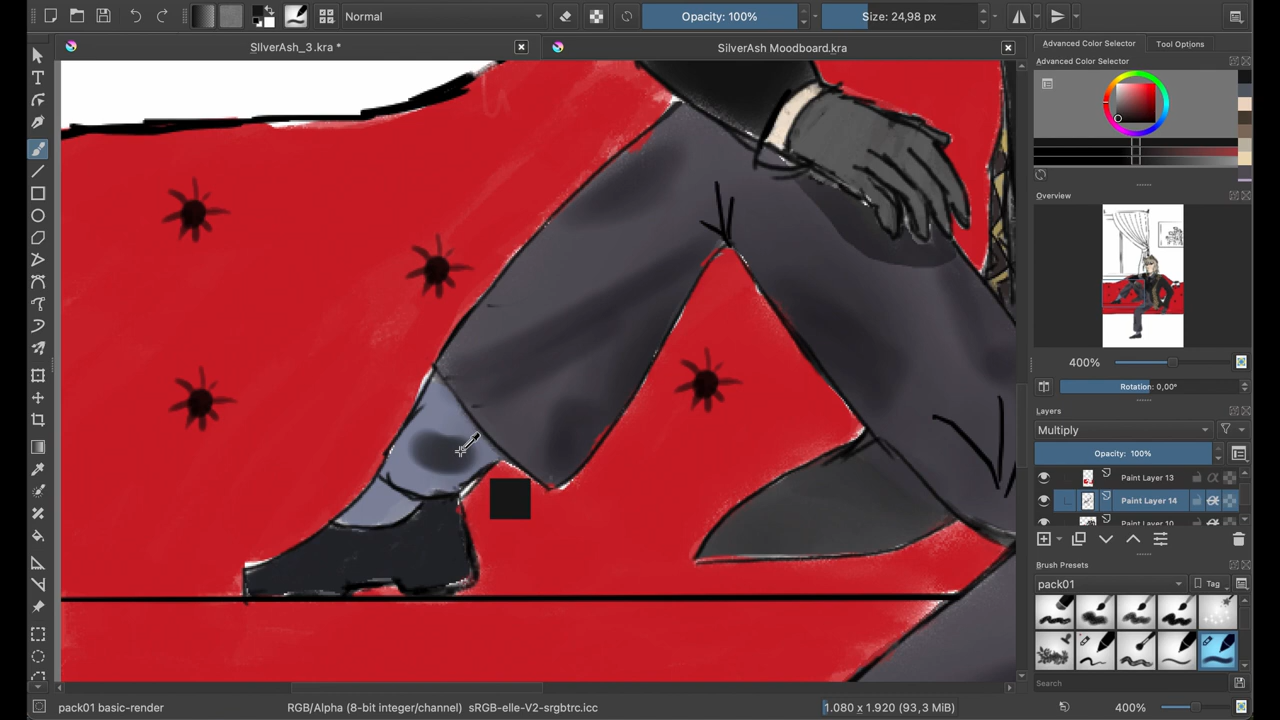 Normal
Opacity: 100%
Size: 24,98 px
SIlverAsh_3.kra *
SilverAsh Moodboard.kra
Advanced Color Selector
Tool Options
Advanced Color Selector
Overview
400%
Rotation: 0,00°
Layers
Multiply
Opacity: 100%
Paint Layer 13
Paint Layer 14
Paint Layer 10
Brush Presets
pack01
Tag
Search
pack01 basic-render
RGB/Alpha (8-bit integer/channel) sRGB-elle-V2-srgbtrc.icc
1.080 x 1.920 (93,3 MiB)
400%